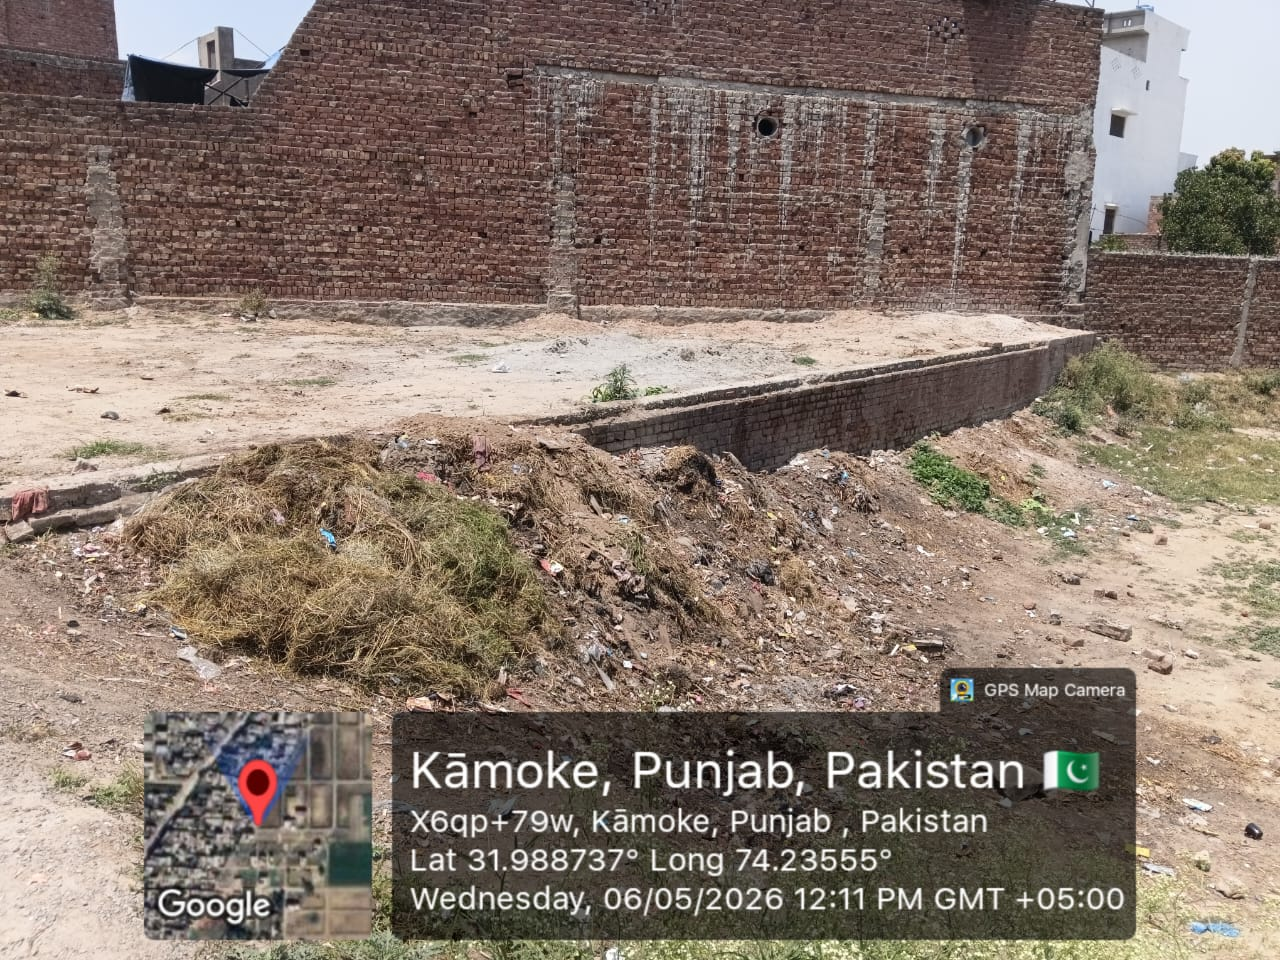 GPS Map Camera
Kāmoke, Punjab, Pakistan 🇵🇰
X6qp+79w, Kāmoke, Punjab , Pakistan
Lat 31.988737° Long 74.23555°
Wednesday, 06/05/2026 12:11 PM GMT +05:00
Google